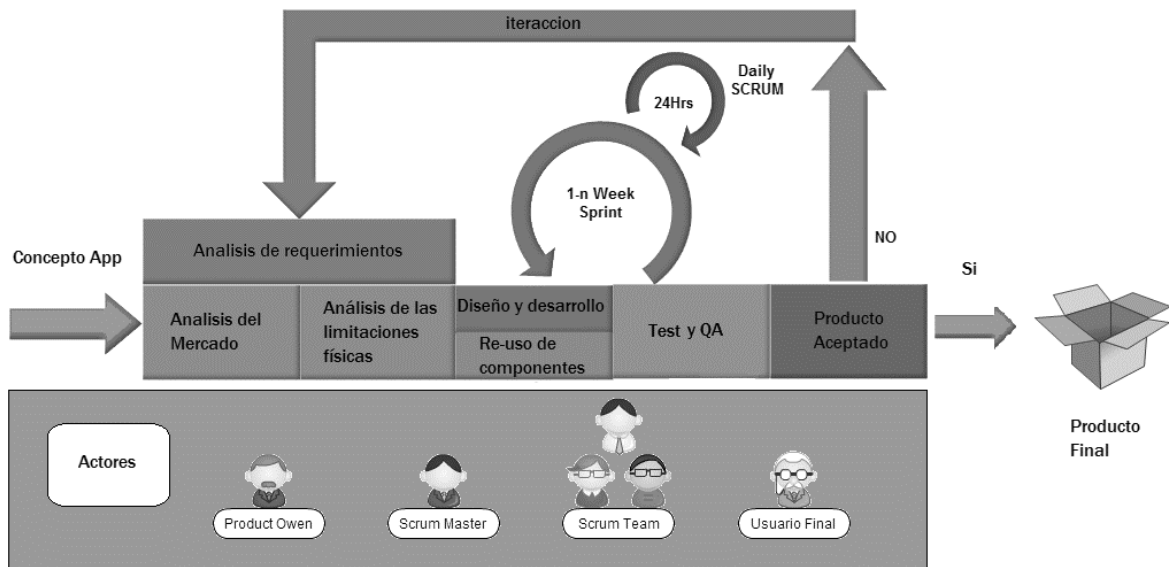 iteraccion
Daily
SCRUM
24Hrs
1-n Week
Sprint
NO
Si
Concepto App
Analisis de requerimientos
Analisis del
Mercado
Análisis de las
limitaciones
físicas
Diseño y desarrollo
Re-uso de
componentes
Test y QA
Producto
Aceptado
Producto
Final
Actores
Product Owen
Scrum Master
Scrum Team
Usuario Final